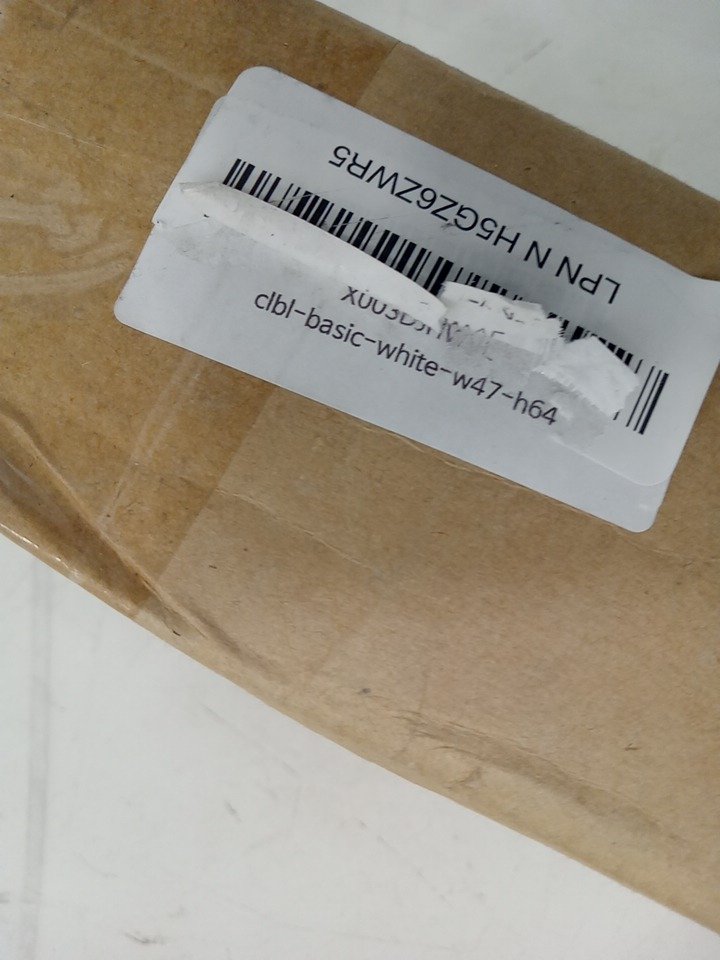 LPN N H5GZ6ZWR5
clbl-basic-white-w47-h64